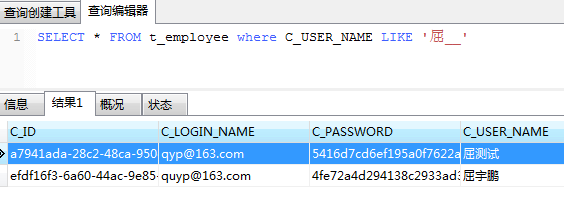 查询创建工具 查询编辑器
1 SELECT * FROM t_employee where C_USER_NAME LIKE '屈__'
信息 结果1 概况 状态
C_ID C_LOGIN_NAME C_PASSWORD C_USER_NAME
a7941ada-28c2-48ca-950 qyp@163.com 5416d7cd6ef195a0f7622a 屈测试
efdf16f3-6a60-44ac-9e85- quyp@163.com 4fe72a4d294138c2933ad3 屈宇鹏